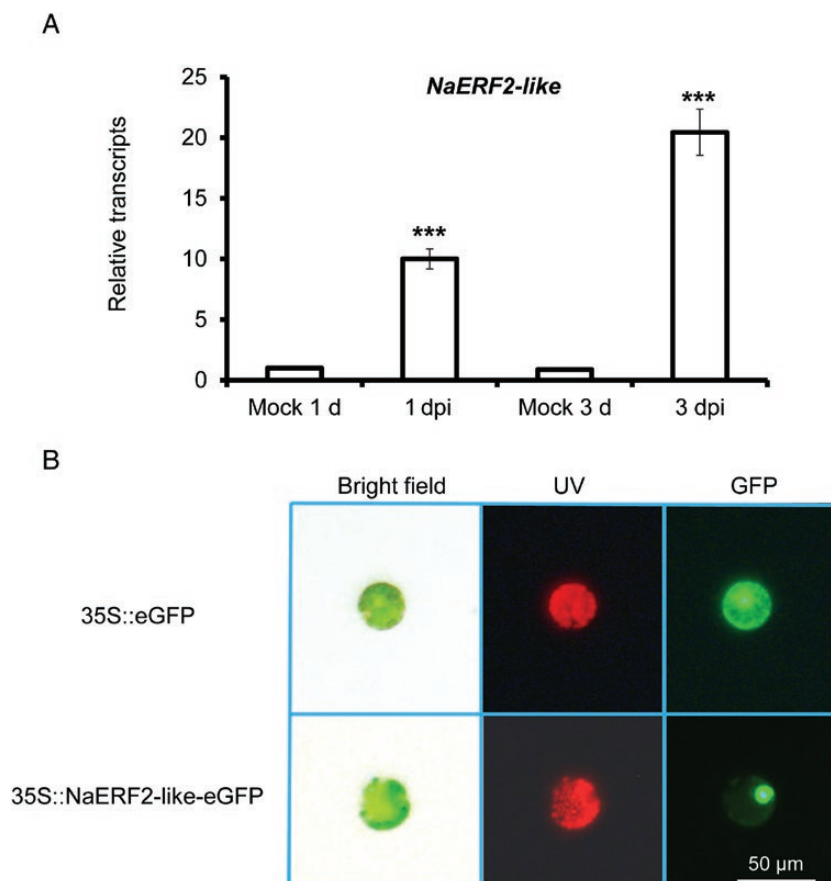 A
NaERF2-like
Relative transcripts
25
20
15
10
5
0
***
***
Mock 1 d 1 dpi Mock 3 d 3 dpi
B
Bright field UV GFP
35S::eGFP
35S::NaERF2-like-eGFP
50 µm